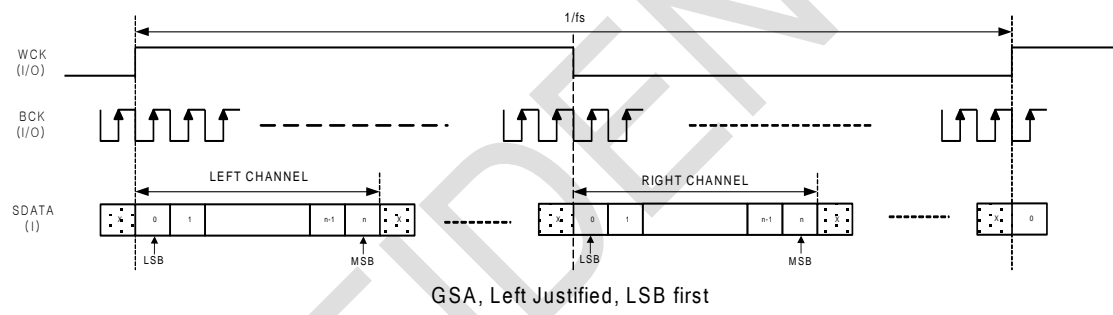 1/fs
WCK
(I/O)
BCK
(I/O)
LEFT CHANNEL
RIGHT CHANNEL
SDATA
(I)
X 0 1 n-1 n X X 0 1 n-1 n X X 0
LSB MSB LSB MSB
GSA, Left Justified, LSB first
IDEN